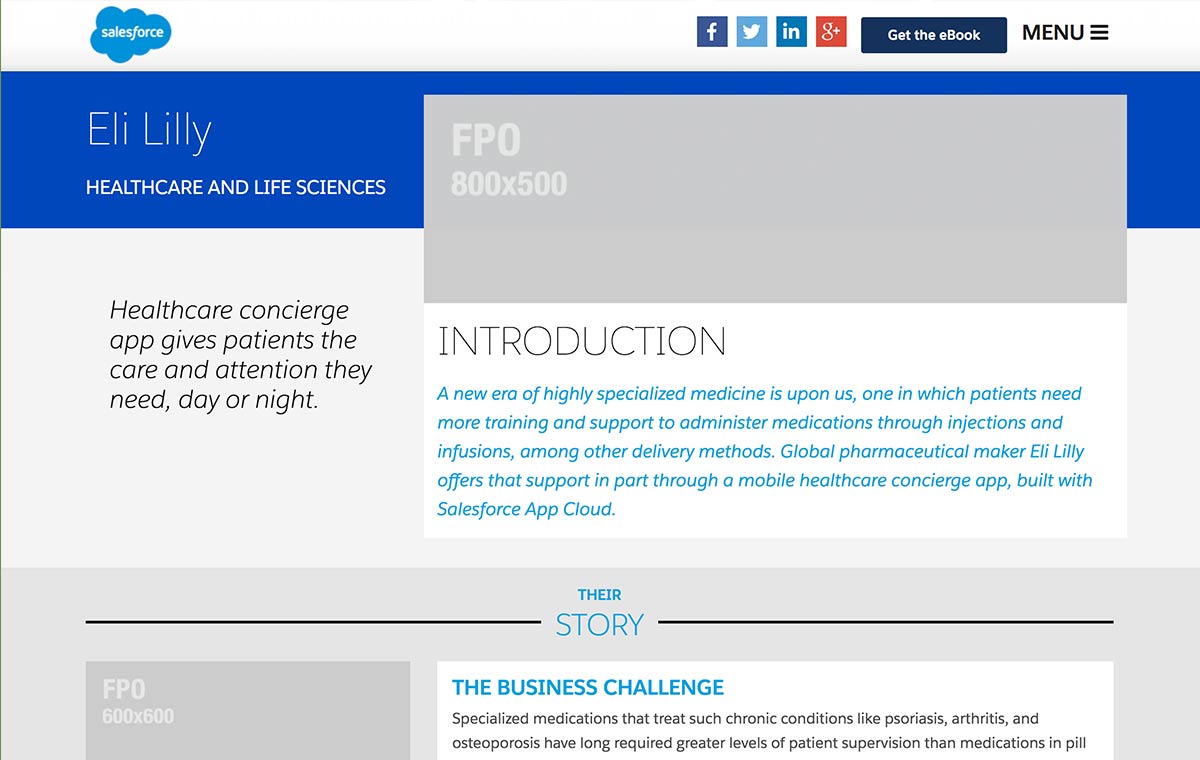 salesforce
f
in
g+
Get the eBook
MENU
Eli Lilly
HEALTHCARE AND LIFE SCIENCES
FPO
800x500
Healthcare concierge
app gives patients the
care and attention they
need, day or night.
INTRODUCTION
A new era of highly specialized medicine is upon us, one in which patients need
more training and support to administer medications through injections and
infusions, among other delivery methods. Global pharmaceutical maker Eli Lilly
offers that support in part through a mobile healthcare concierge app, built with
Salesforce App Cloud.
THEIR
STORY
FPO
600x600
THE BUSINESS CHALLENGE
Specialized medications that treat such chronic conditions like psoriasis, arthritis, and
osteoporosis have long required greater levels of patient supervision than medications in pill